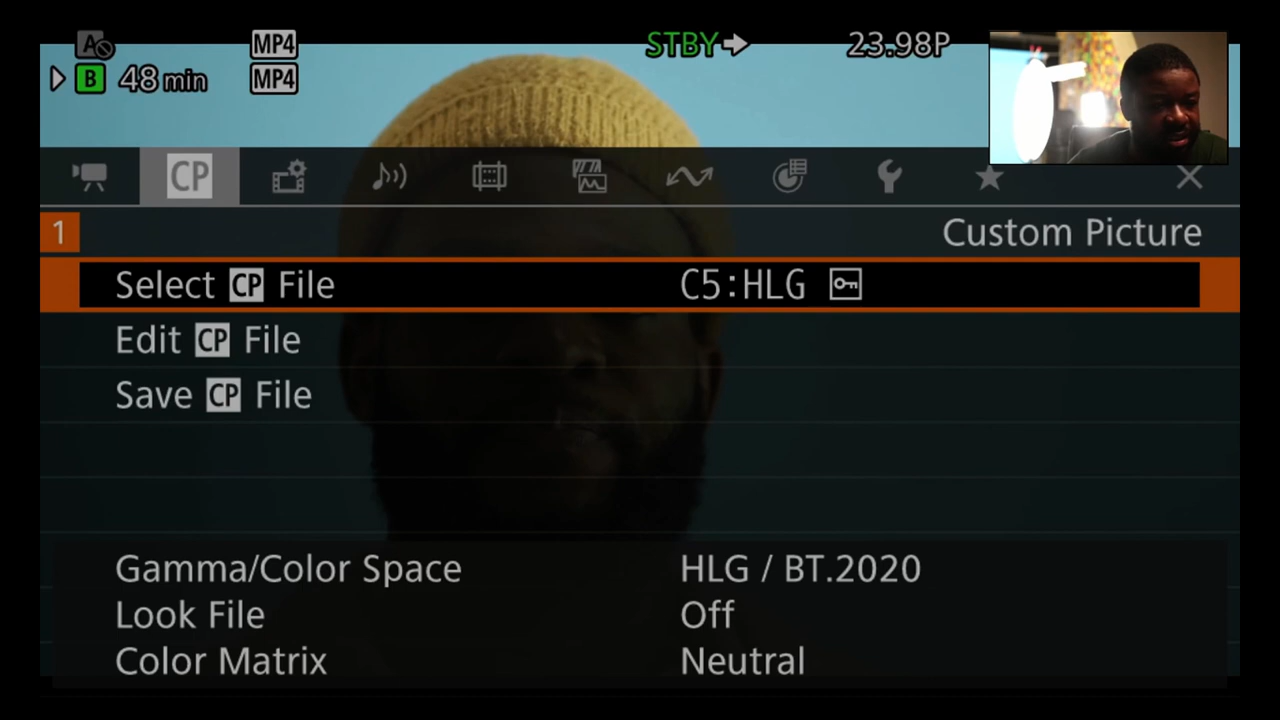 A MP4 STBY 23.98P
B 48 min MP4
CP
1 Custom Picture
Select CP File C5:HLG
Edit CP File
Save CP File
Gamma/Color Space HLG / BT.2020
Look File Off
Color Matrix Neutral